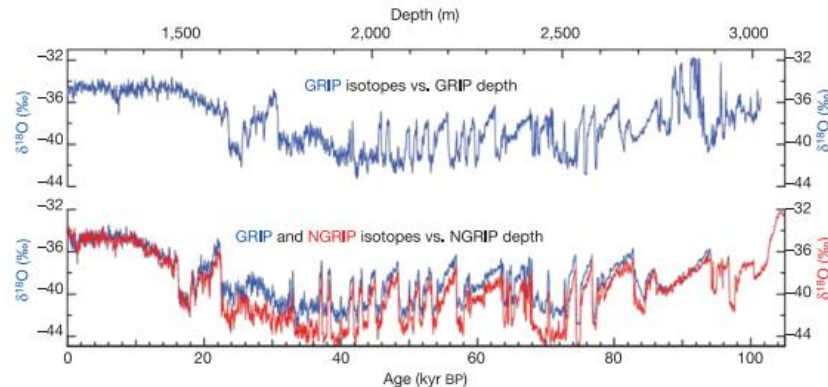 Depth (m)
1,500 2,000 2,500 3,000
–32 –32
–36 –36
–40 –40
–44 –44
δ¹⁸O (‰) δ¹⁸O (‰)
GRIP isotopes vs. GRIP depth
–32 –32
–36 –36
–40 –40
–44 –44
δ¹⁸O (‰) δ¹⁸O (‰)
GRIP and NGRIP isotopes vs. NGRIP depth
0 20 40 60 80 100
Age (kyr BP)